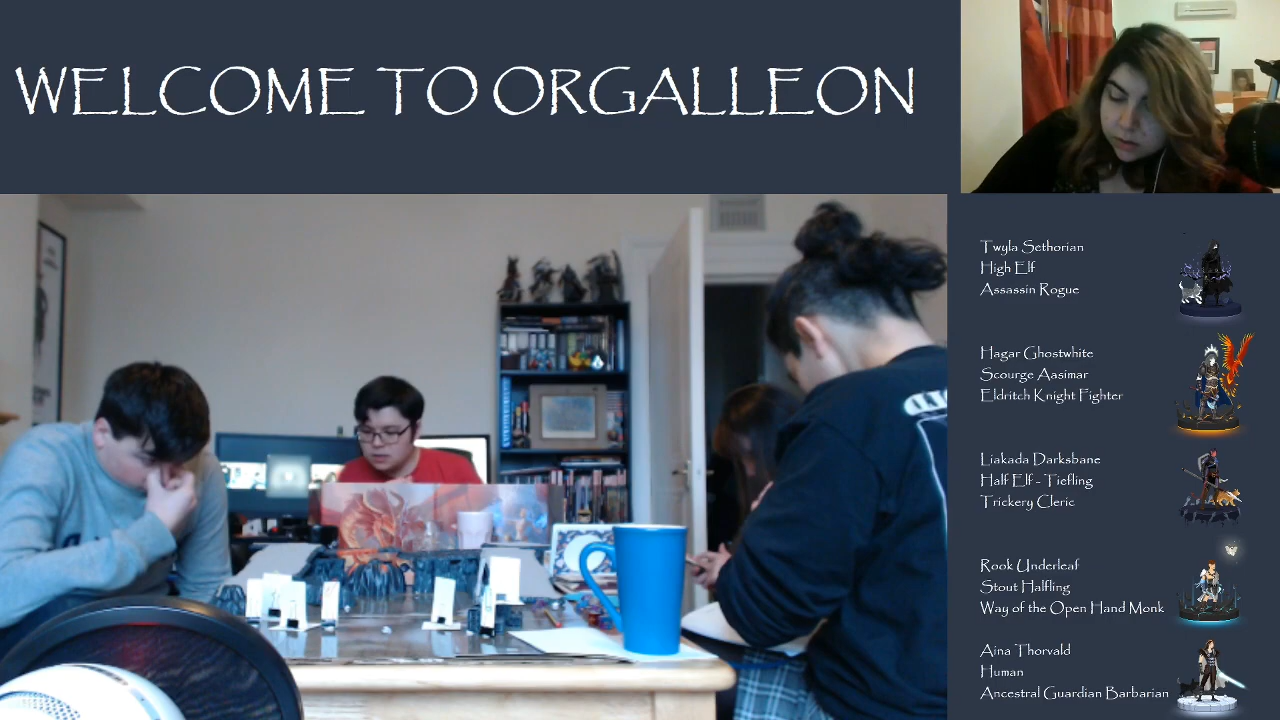 WELCOME TO ORGALLEON
Twyla Sethorian
High Elf
Assassin Rogue
Hagar Ghostwhite
Scourge Aasimar
Eldritch Knight Fighter
Liakada Darksbane
Half Elf - Tiefling
Trickery Cleric
Rook Underleaf
Stout Halfling
Way of the Open Hand Monk
Aina Thorvald
Human
Ancestral Guardian Barbarian